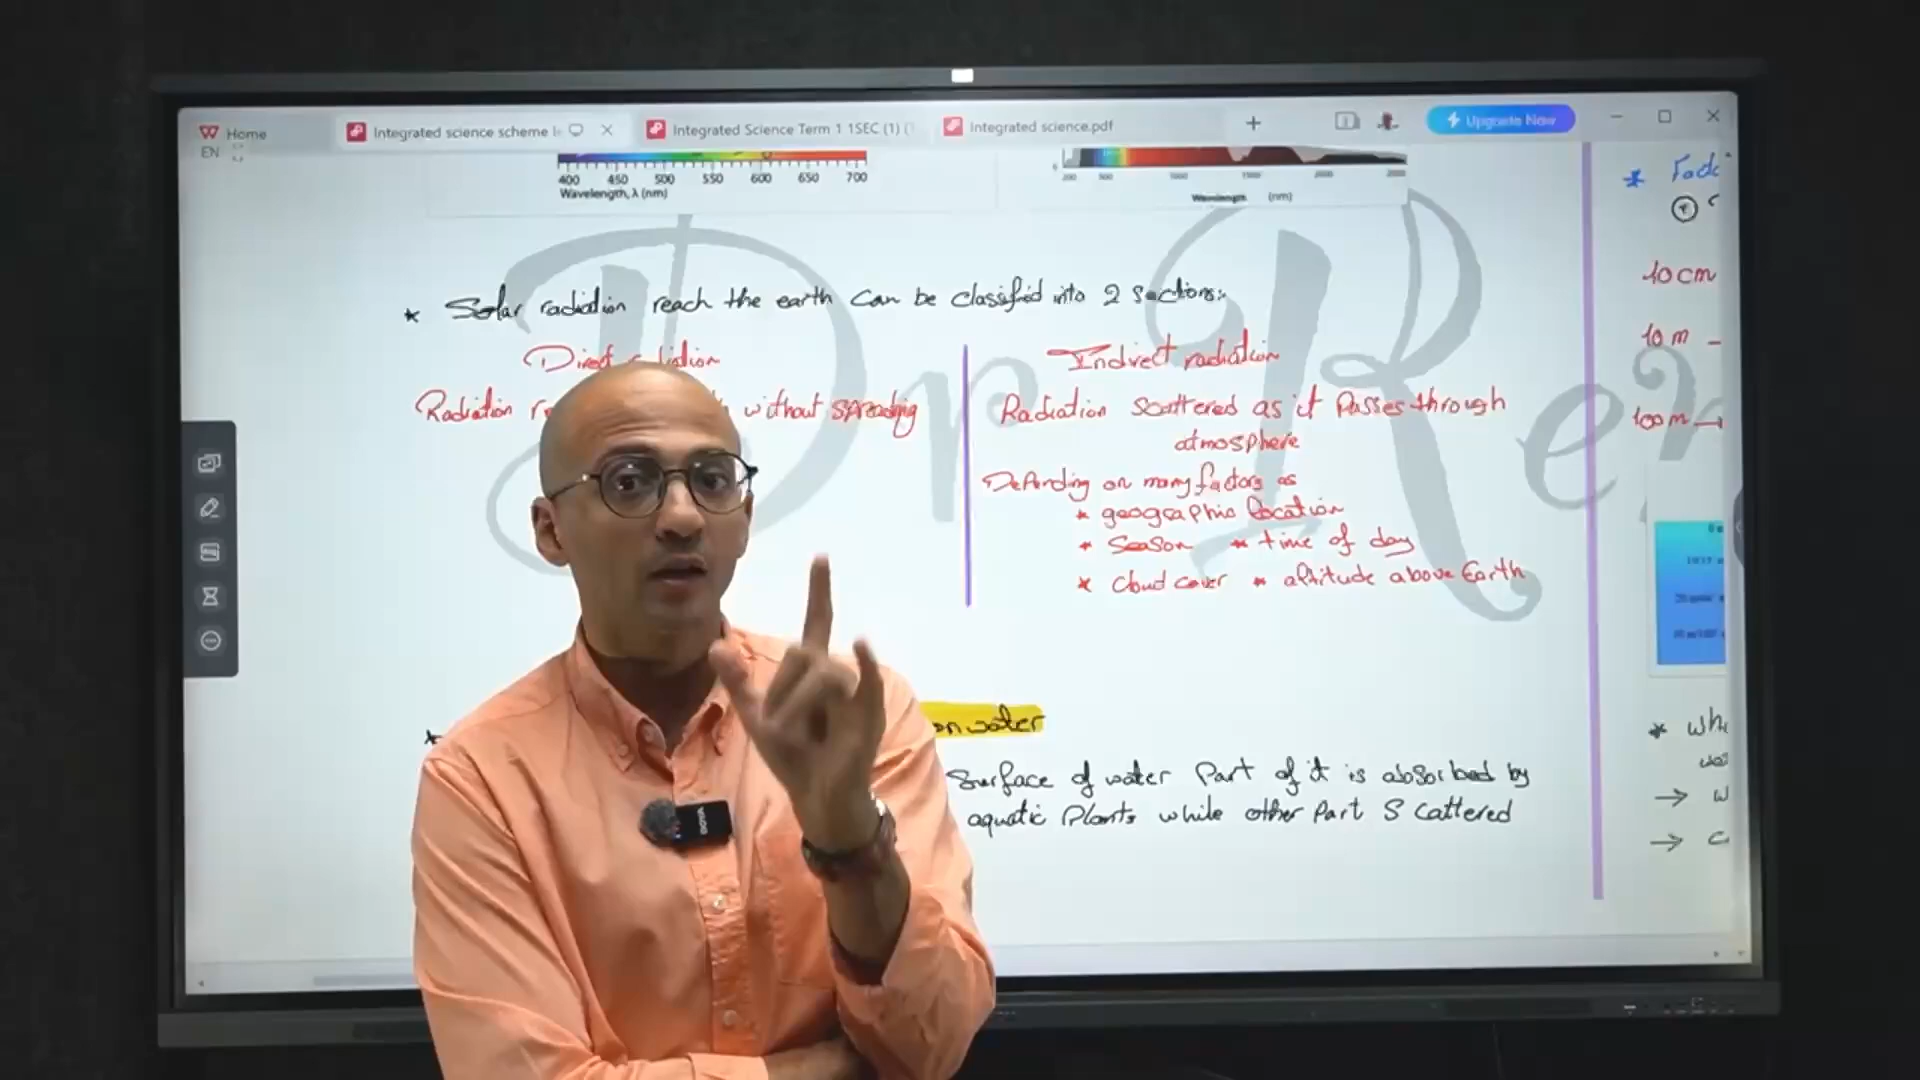 Home
EN
Integrated science scheme
Integrated Science Term 1 1SEC (1) (
Integrated science.pdf
Upgrade Now
400 450 500 550 600 650 700
Wavelength, λ (nm)
Wavelength (nm)
Dr Re
* Solar radiation reach the earth can be classified into 2 sections:
Direct
Radiation without spreading
Indirect radiation
Radiation scattered as it Passes through
atmosphere
Depending on many factors as
* geographic location
* Season * time of day
* Cloud cover * altitude above Earth
on water
Surface of water Part of it is absorbed by
aquatic Plants while other Part Scattered
10 cm
10 m
100 m →